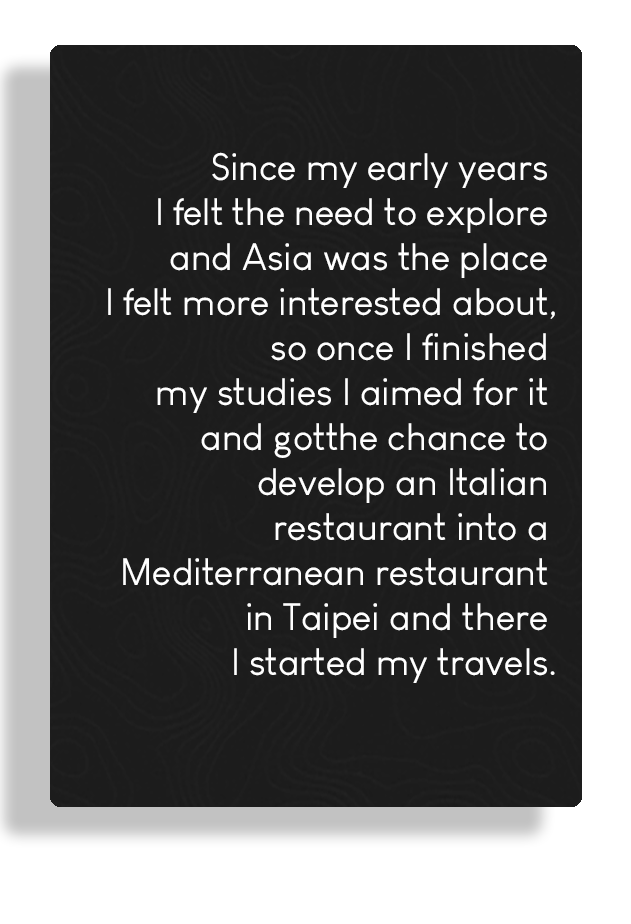 Since my early years
I felt the need to explore
and Asia was the place
I felt more interested about,
so once I finished
my studies I aimed for it
and gotthe chance to
develop an Italian
restaurant into a
Mediterranean restaurant
in Taipei and there
I started my travels.